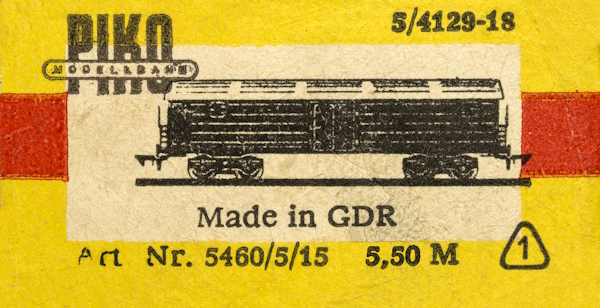 5/4129-18
PIKO
MODELLBAHN
Made in GDR
Art Nr. 5460/5/15 5,50 M
1